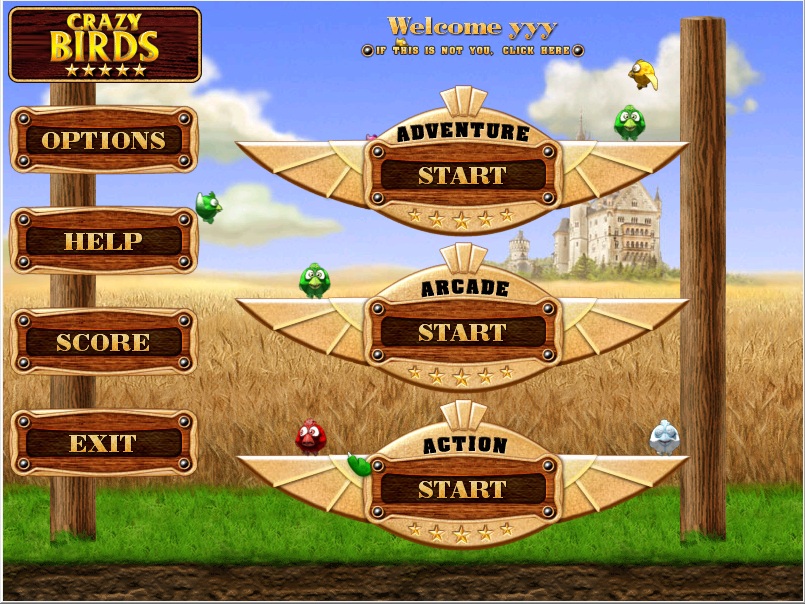 CRAZY
BIRDS
Welcome yyy
IF THIS IS NOT YOU, CLICK HERE
OPTIONS
HELP
SCORE
EXIT
ADVENTURE
START
ARCADE
START
ACTION
START